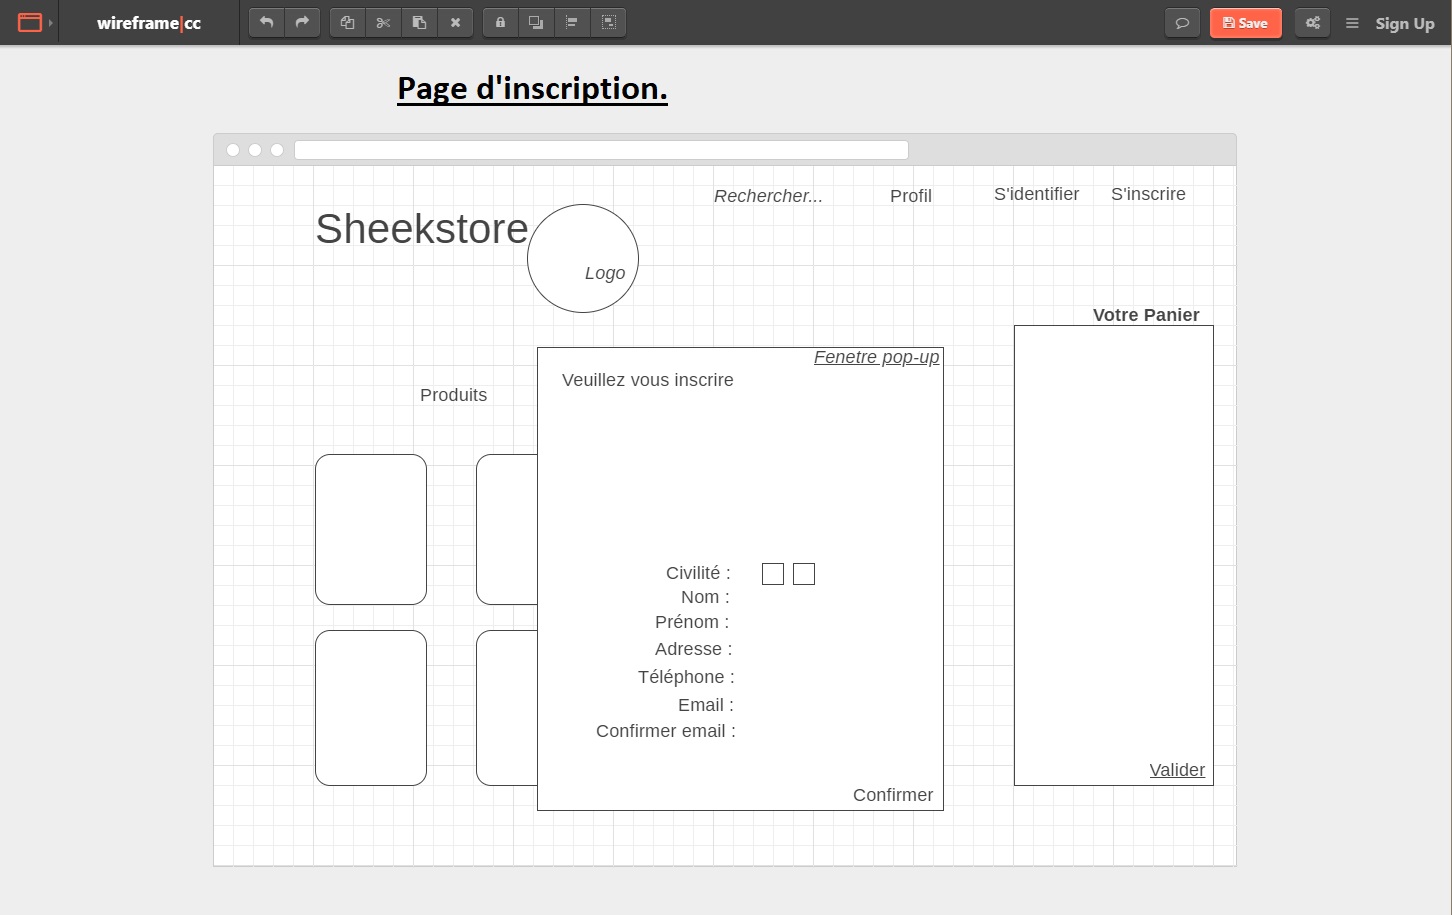 wireframe|cc
Save
Sign Up
Page d'inscription.
Rechercher...
Profil
S'identifier
S'inscrire
Sheekstore
Logo
Votre Panier
Fenetre pop-up
Veuillez vous inscrire
Produits
Civilité :
Nom :
Prénom :
Adresse :
Téléphone :
Email :
Confirmer email :
Valider
Confirmer